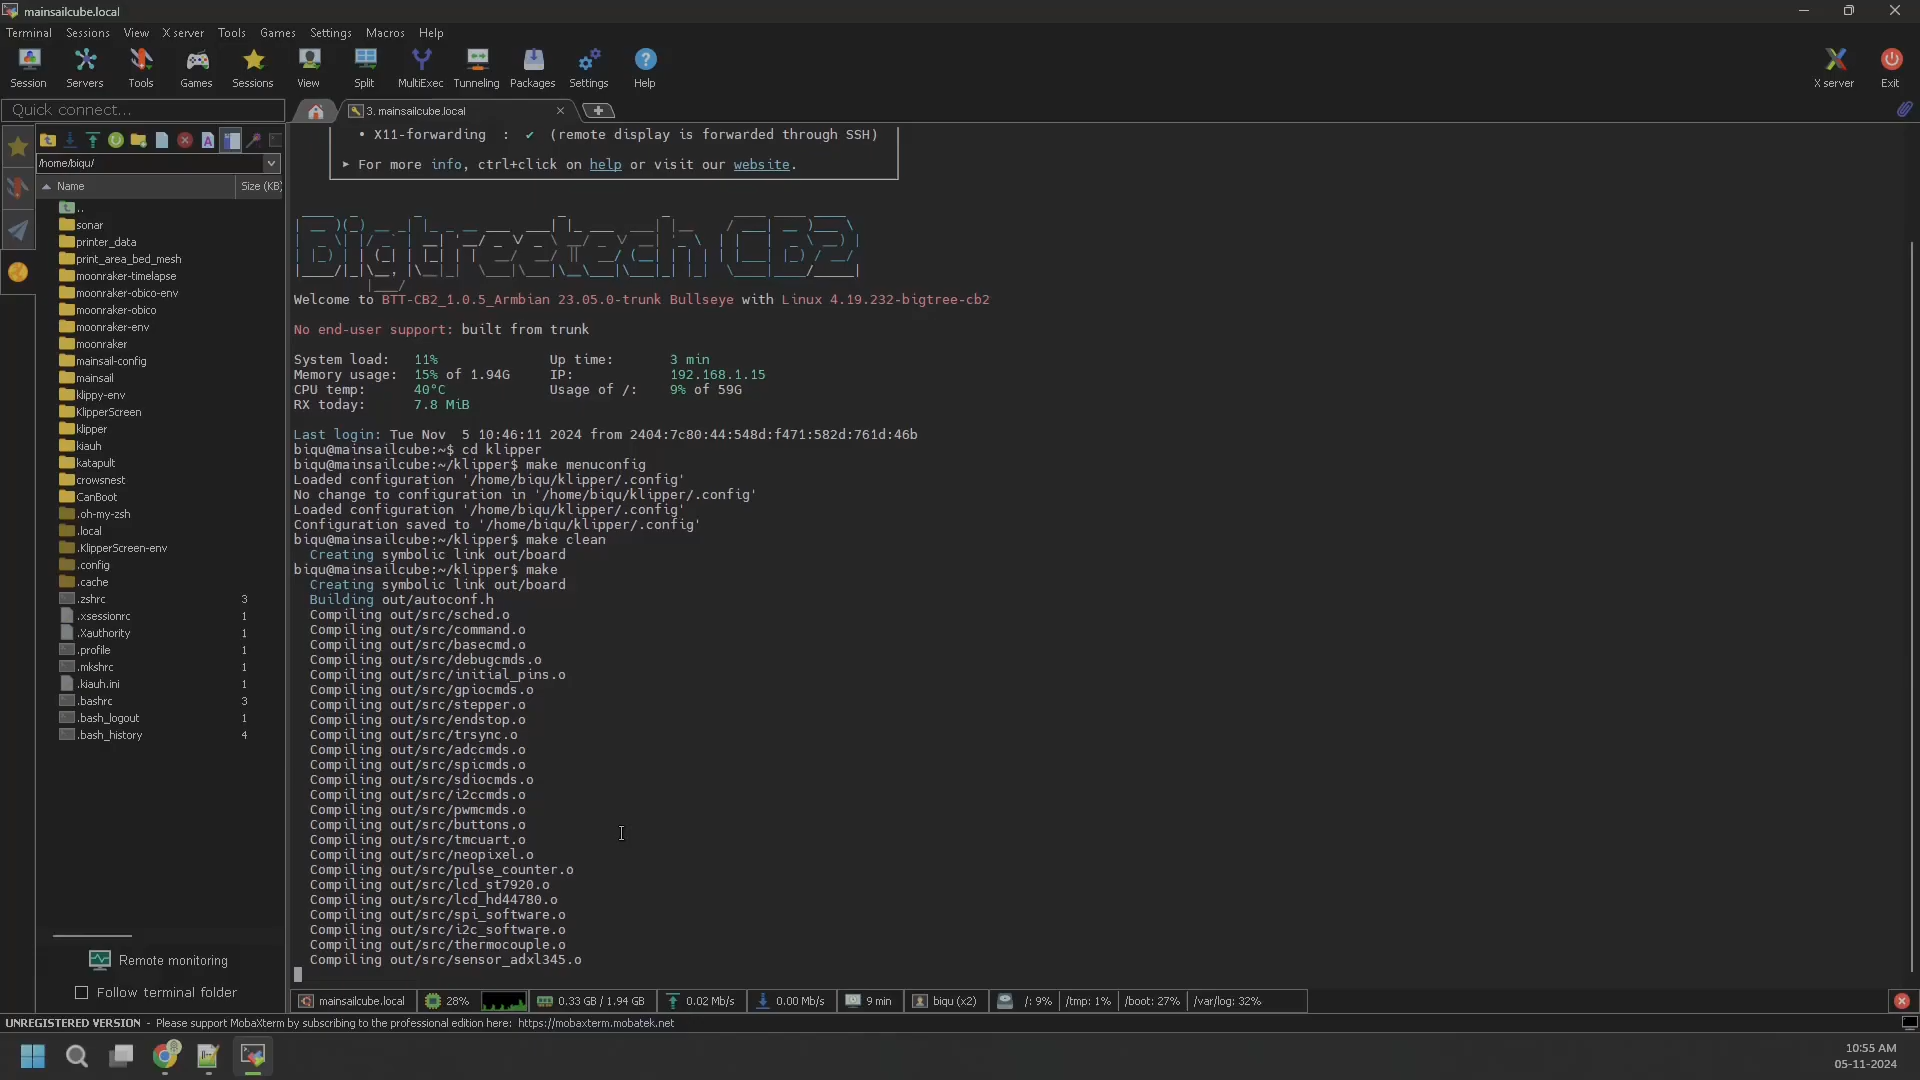 mainsailcube.local
Terminal Sessions View X server Tools Games Settings Macros Help
Session Servers Tools Games Sessions View Split MultiExec Tunneling Packages Settings Help X server Exit
Quick connect...
3. mainsailcube.local
/home/biqu/
Name Size (KB)
..
sonar
printer_data
print_area_bed_mesh
moonraker-timelapse
moonraker-obico-env
moonraker-obico
moonraker-env
moonraker
mainsail-config
mainsail
klippy-env
KlipperScreen
klipper
kiauh
katapult
crowsnest
CanBoot
.oh-my-zsh
.local
.KlipperScreen-env
.config
.cache
.zshrc 3
.xsessionrc 1
.Xauthority 1
.profile 1
.mkshrc 1
.kiauh.ini 1
.bashrc 3
.bash_logout 1
.bash_history 4
Remote monitoring
Follow terminal folder
• X11-forwarding : ✔ (remote display is forwarded through SSH)
▸ For more info, ctrl+click on help or visit our website.
Bigtreetech CB2
Welcome to BTT-CB2_1.0.5_Armbian 23.05.0-trunk Bullseye with Linux 4.19.232-bigtree-cb2
No end-user support: built from trunk
System load: 11% Up time: 3 min
Memory usage: 15% of 1.94G IP: 192.168.1.15
CPU temp: 40°C Usage of /: 9% of 59G
RX today: 7.8 MiB
Last login: Tue Nov 5 10:46:11 2024 from 2404:7c80:44:548d:f471:582d:761d:46b
biqu@mainsailcube:~$ cd klipper
biqu@mainsailcube:~/klipper$ make menuconfig
Loaded configuration '/home/biqu/klipper/.config'
No change to configuration in '/home/biqu/klipper/.config'
Loaded configuration '/home/biqu/klipper/.config'
Configuration saved to '/home/biqu/klipper/.config'
biqu@mainsailcube:~/klipper$ make clean
Creating symbolic link out/board
biqu@mainsailcube:~/klipper$ make
Creating symbolic link out/board
Building out/autoconf.h
Compiling out/src/sched.o
Compiling out/src/command.o
Compiling out/src/basecmd.o
Compiling out/src/debugcmds.o
Compiling out/src/initial_pins.o
Compiling out/src/gpiocmds.o
Compiling out/src/stepper.o
Compiling out/src/endstop.o
Compiling out/src/trsync.o
Compiling out/src/adccmds.o
Compiling out/src/spicmds.o
Compiling out/src/sdiocmds.o
Compiling out/src/i2ccmds.o
Compiling out/src/pwmcmds.o
Compiling out/src/buttons.o
Compiling out/src/tmcuart.o
Compiling out/src/neopixel.o
Compiling out/src/pulse_counter.o
Compiling out/src/lcd_st7920.o
Compiling out/src/lcd_hd44780.o
Compiling out/src/spi_software.o
Compiling out/src/i2c_software.o
Compiling out/src/thermocouple.o
Compiling out/src/sensor_adxl345.o
mainsailcube.local 28% 0.33 GB / 1.94 GB 0.02 Mb/s 0.00 Mb/s 9 min biqu (x2) /: 9% /tmp: 1% /boot: 27% /var/log: 32%
UNREGISTERED VERSION - Please support MobaXterm by subscribing to the professional edition here: https://mobaxterm.mobatek.net
10:55 AM
05-11-2024